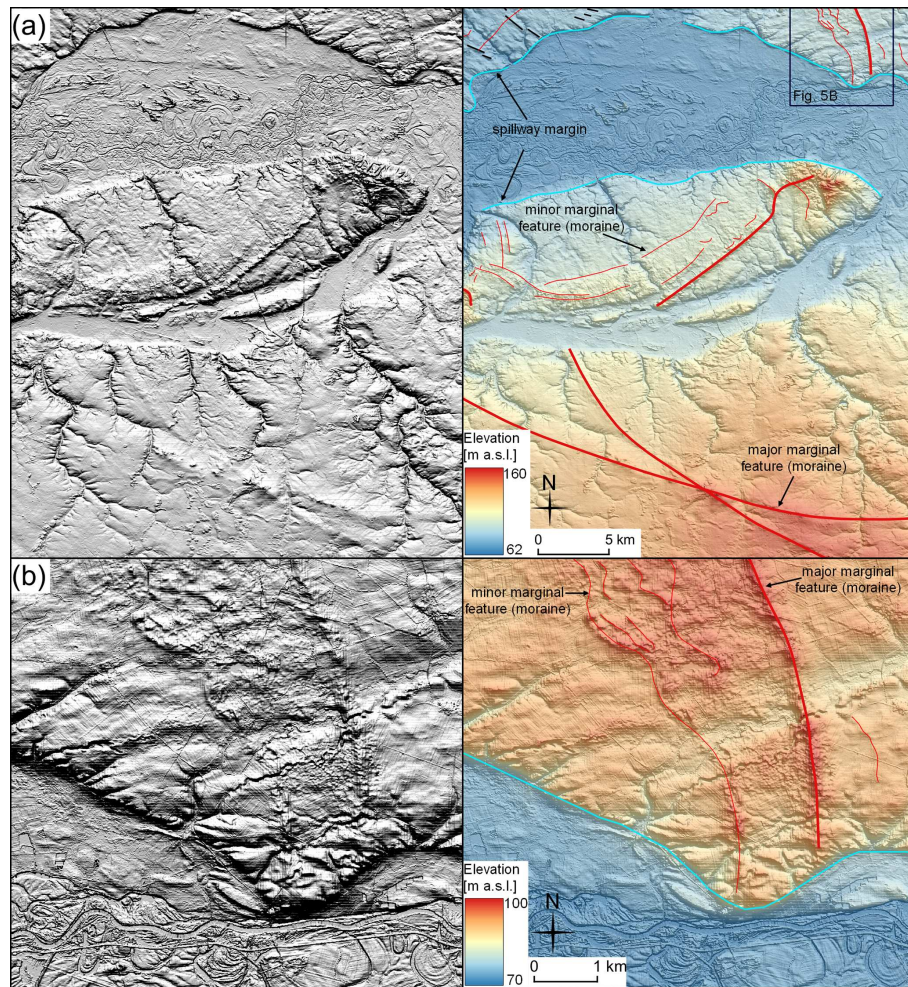 (a)
Fig. 5B
spillway margin
minor marginal
feature (moraine)
major marginal
feature (moraine)
Elevation
[m a.s.l.]
160
62
N
0 5 km
(b)
minor marginal
feature (moraine)
major marginal
feature (moraine)
Elevation
[m a.s.l.]
100
70
N
0 1 km